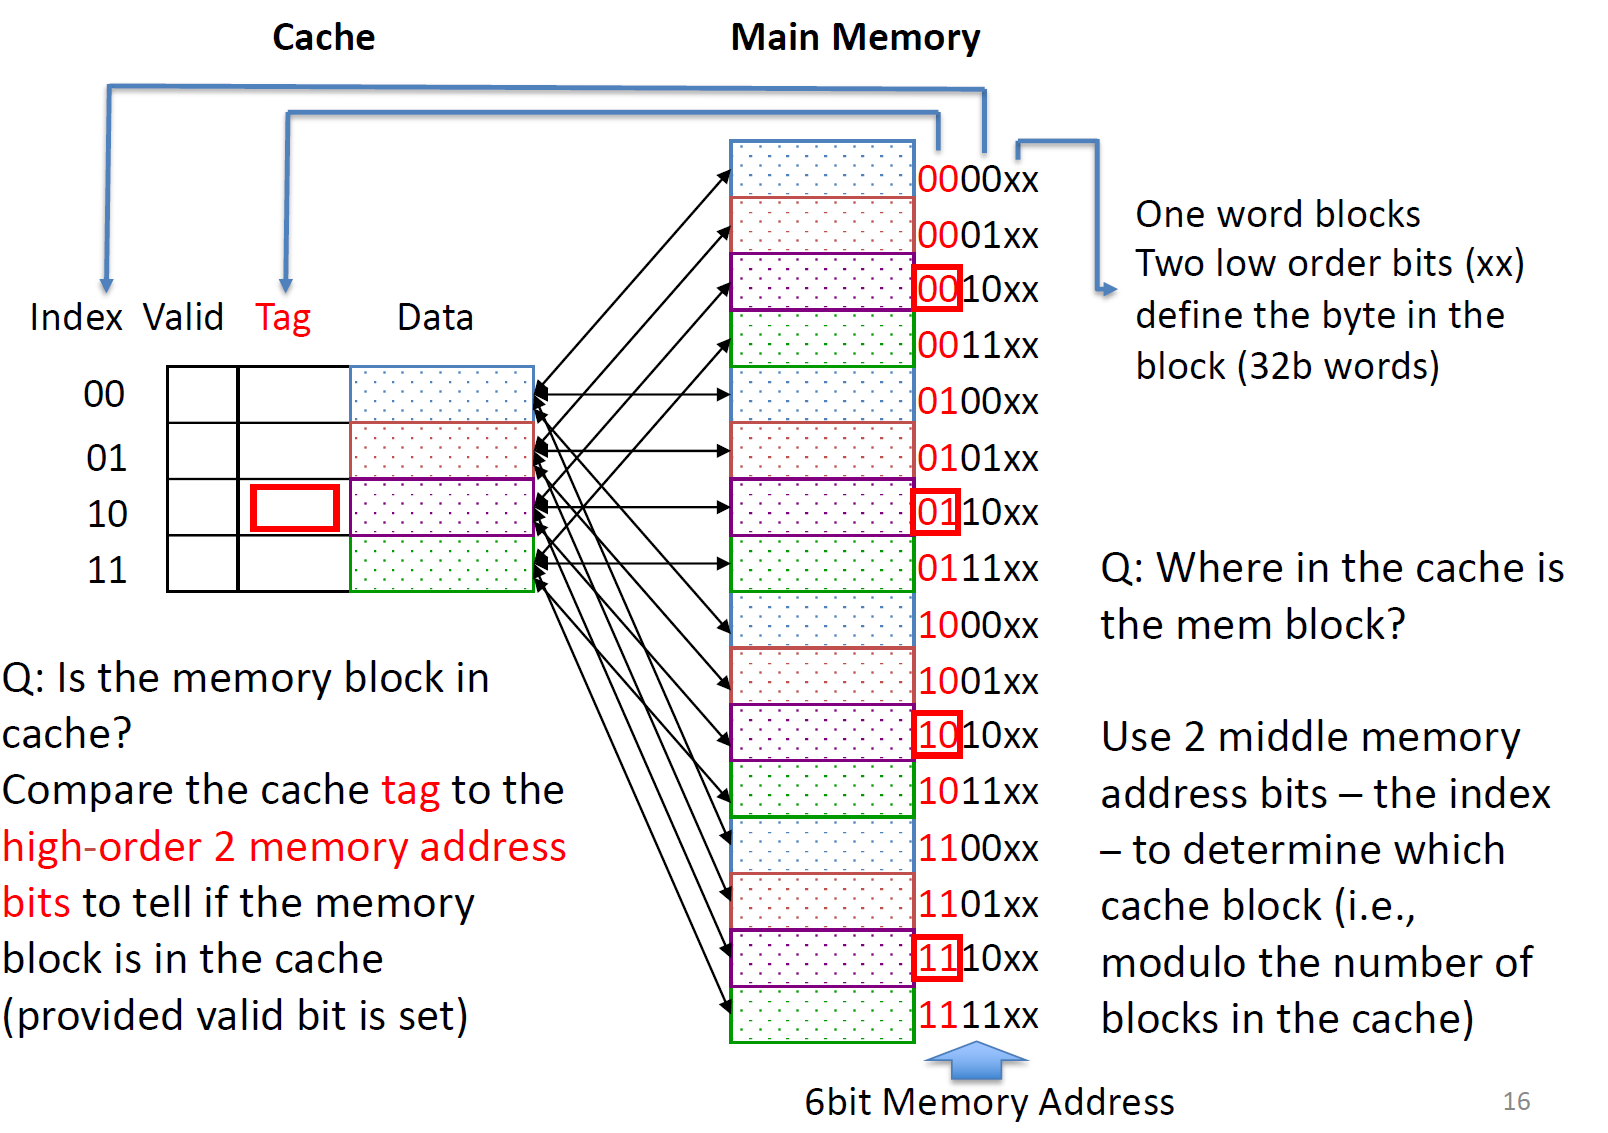 Cache
Main Memory
Index Valid Tag Data
00
01
10
11
0000xx
0001xx
0010xx
0011xx
0100xx
0101xx
0110xx
0111xx
1000xx
1001xx
1010xx
1011xx
1100xx
1101xx
1110xx
1111xx
6bit Memory Address
One word blocks
Two low order bits (xx)
define the byte in the
block (32b words)
Q: Where in the cache is
the mem block?
Use 2 middle memory
address bits – the index
– to determine which
cache block (i.e.,
modulo the number of
blocks in the cache)
Q: Is the memory block in
cache?
Compare the cache tag to the
high-order 2 memory address
bits to tell if the memory
block is in the cache
(provided valid bit is set)
16